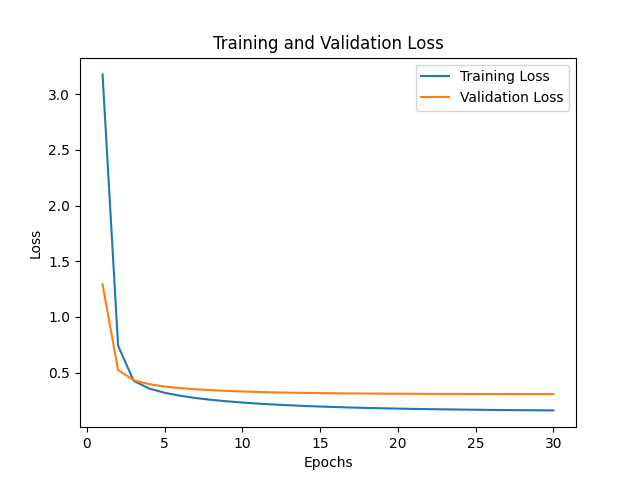 Training and Validation Loss
Training Loss
Validation Loss
3.0
2.5
2.0
1.5
1.0
0.5
Loss
0 5 10 15 20 25 30
Epochs